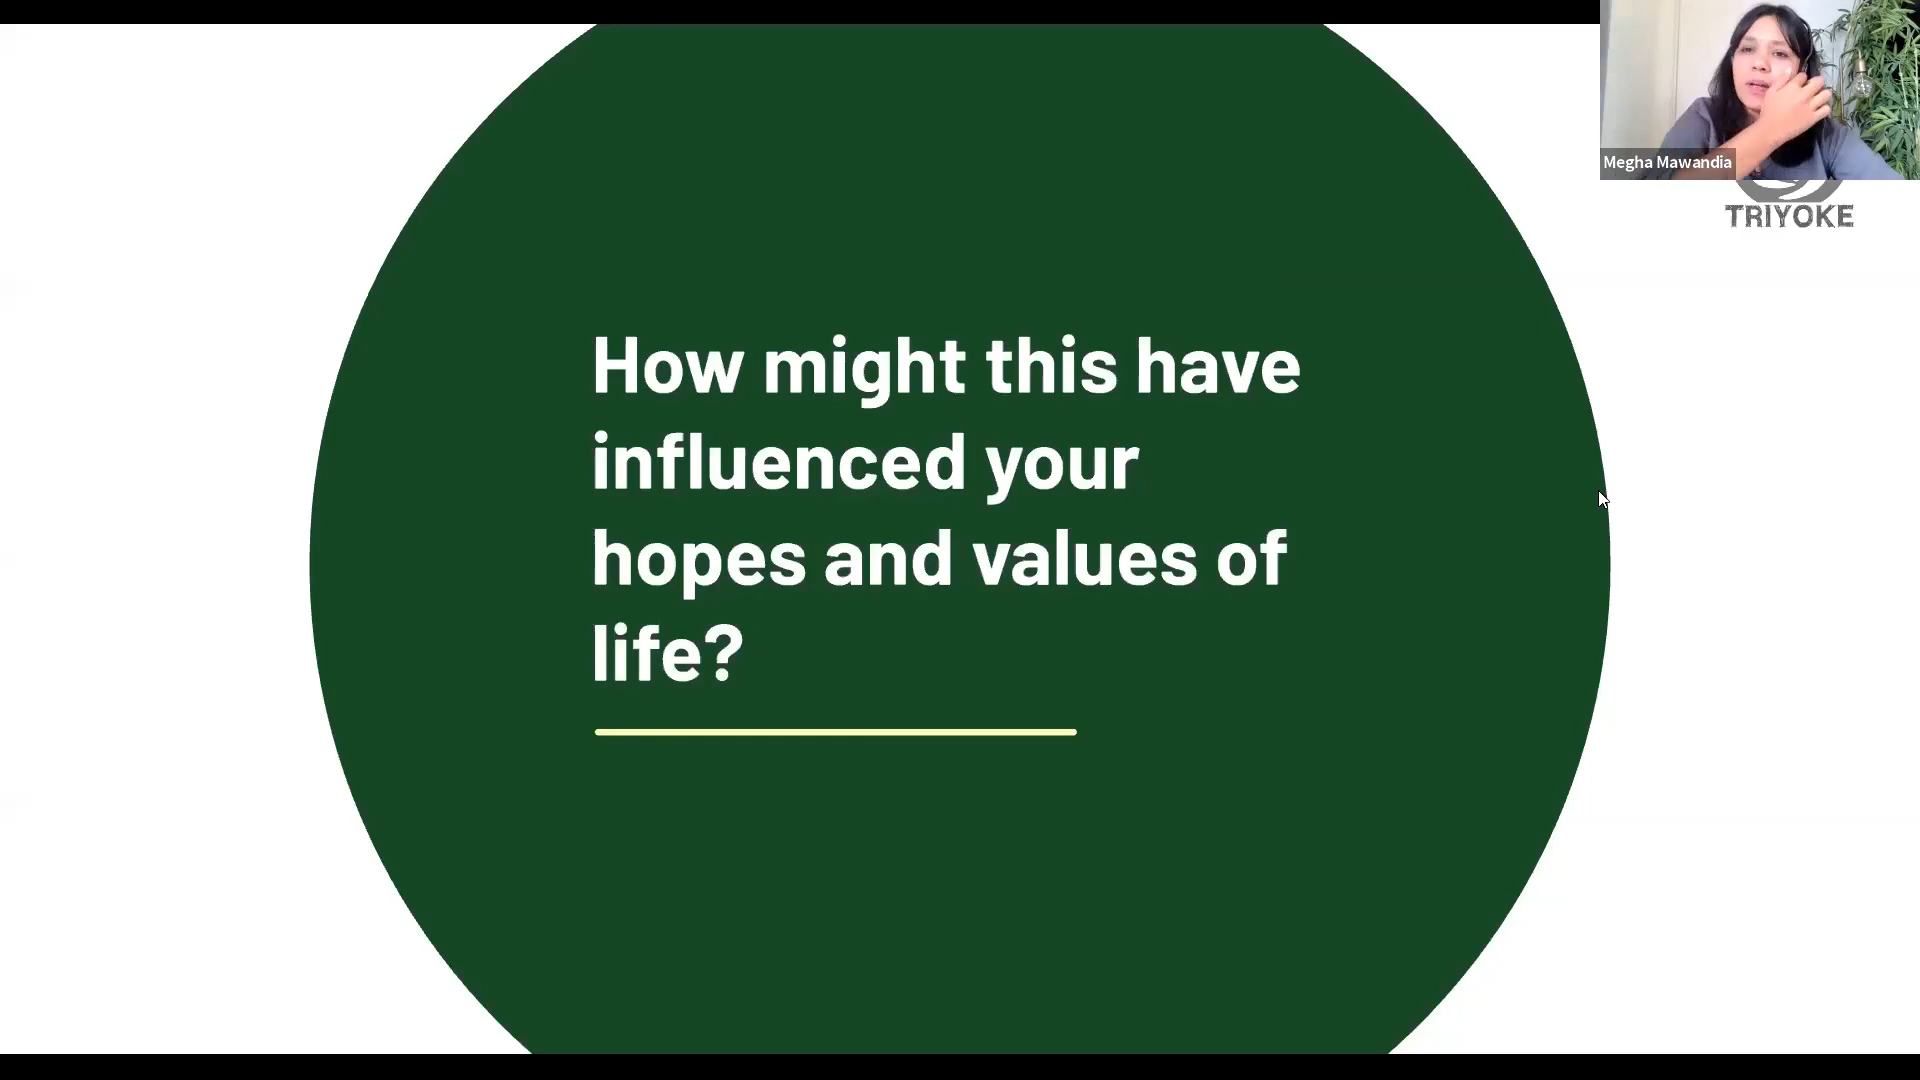 Megha Mawandia
TRIYOKE
How might this have
influenced your
hopes and values of
life?